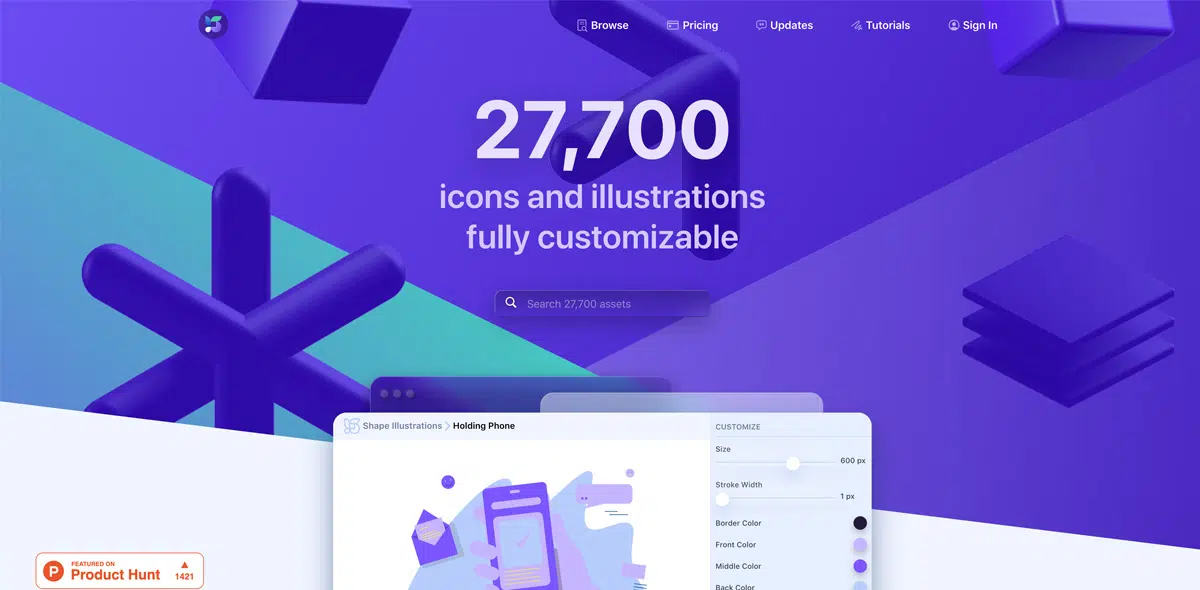 Browse
Pricing
Updates
Tutorials
Sign In
27,700
icons and illustrations
fully customizable
Search 27,700 assets
Shape Illustrations
Holding Phone
CUSTOMIZE
Size
600 px
Stroke Width
1 px
Border Color
Front Color
Middle Color
Back Color
FEATURED ON
Product Hunt
1421
P